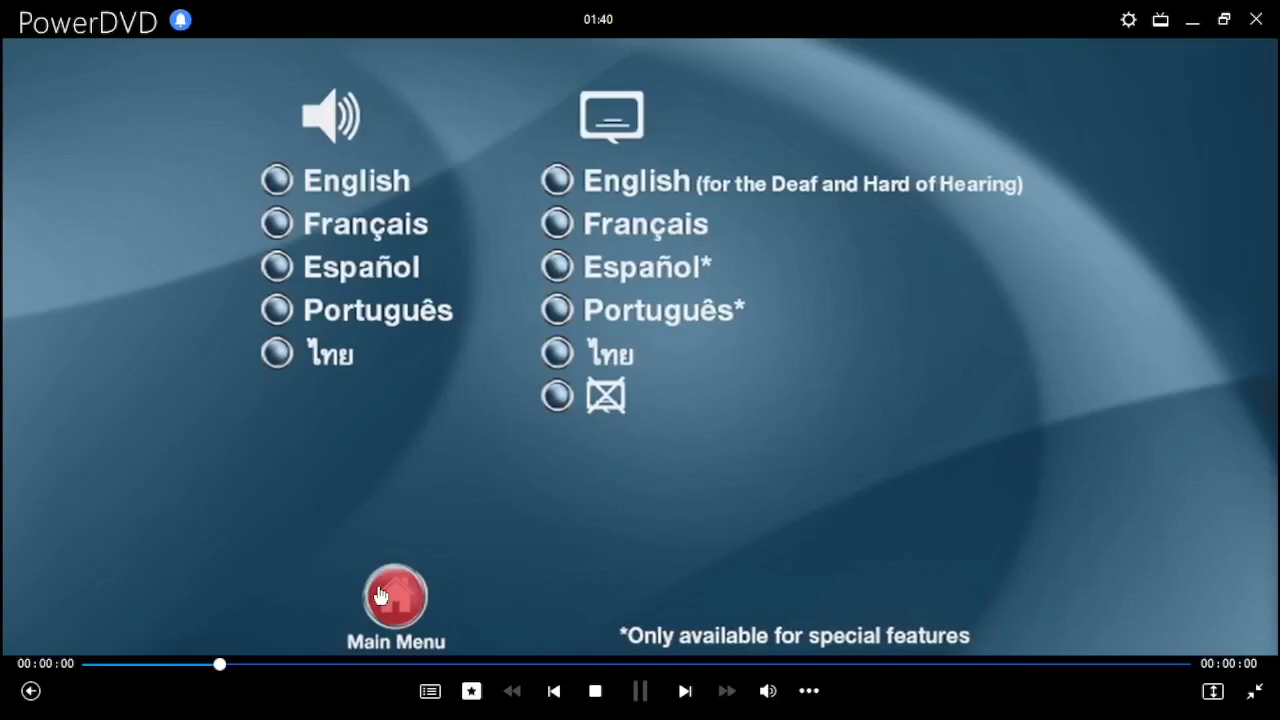 PowerDVD
01:40
English
Français
Español
Português
ไทย
English (for the Deaf and Hard of Hearing)
Français
Español*
Português*
ไทย
Main Menu
*Only available for special features
00:00:00
00:00:00